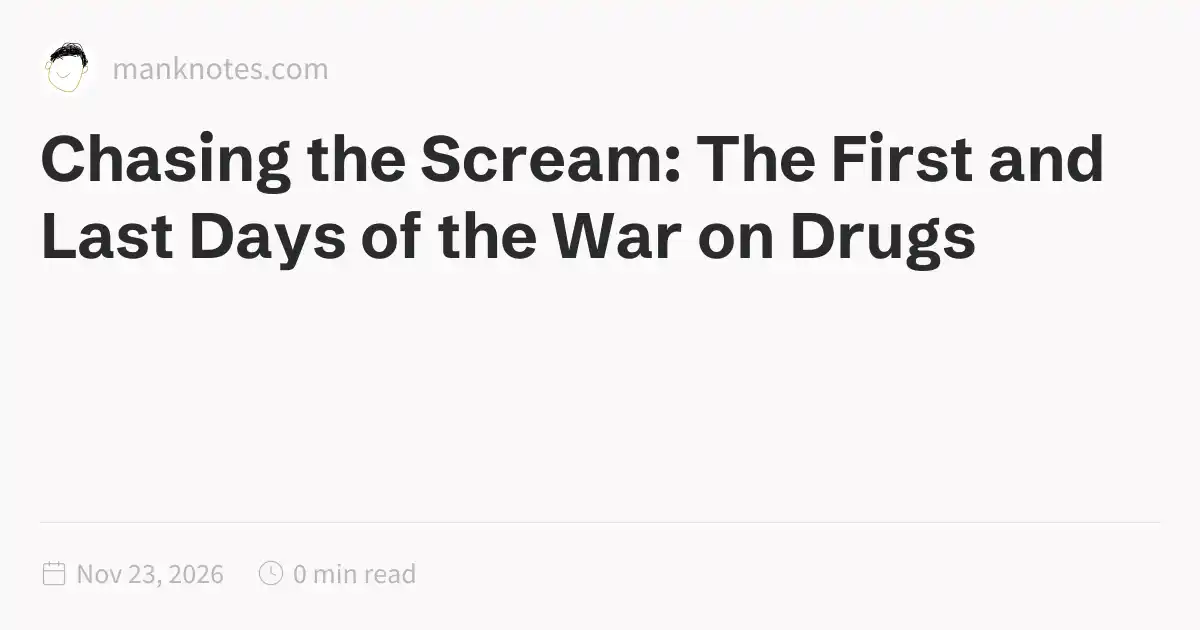 manknotes.com
Chasing the Scream: The First and
Last Days of the War on Drugs
Nov 23, 2026
0 min read